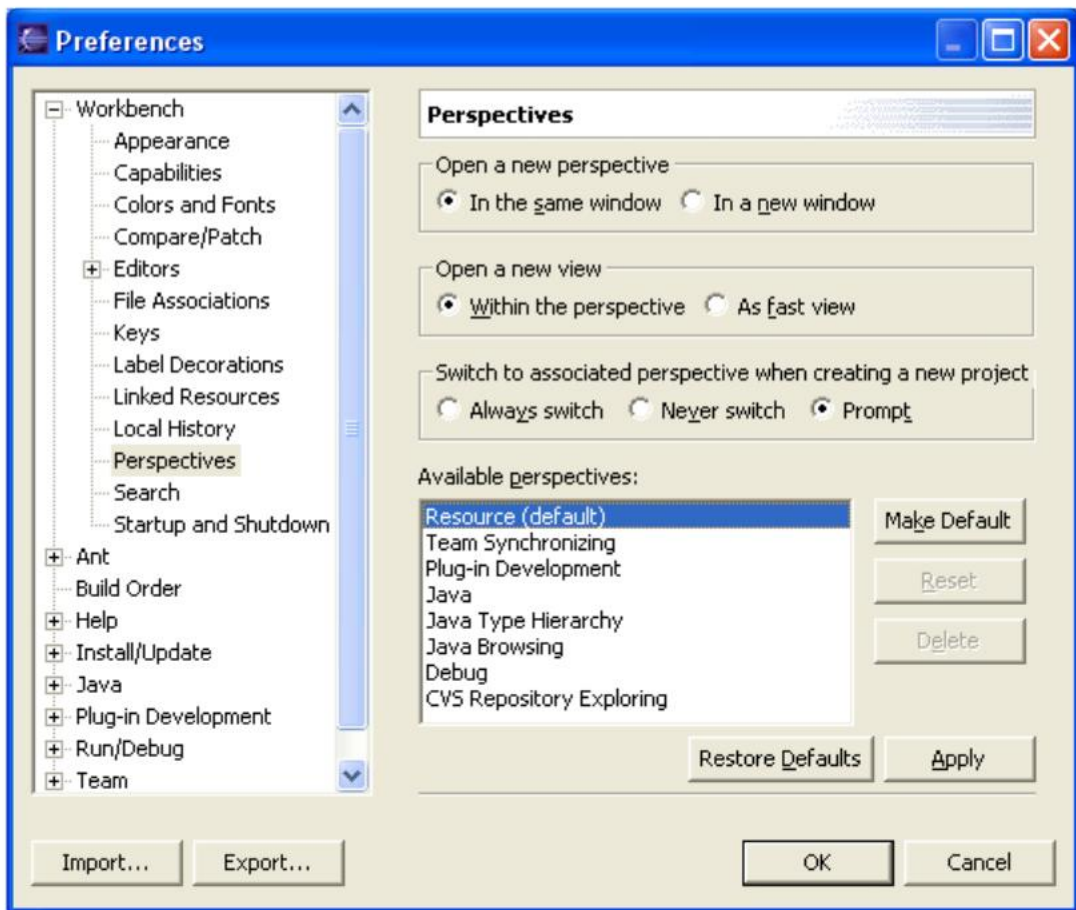 Preferences
Workbench
Appearance
Capabilities
Colors and Fonts
Compare/Patch
Editors
File Associations
Keys
Label Decorations
Linked Resources
Local History
Perspectives
Search
Startup and Shutdown
Ant
Build Order
Help
Install/Update
Java
Plug-in Development
Run/Debug
Team
Perspectives
Open a new perspective
In the same window In a new window
Open a new view
Within the perspective As fast view
Switch to associated perspective when creating a new project
Always switch Never switch Prompt
Available perspectives:
Resource (default)
Team Synchronizing
Plug-in Development
Java
Java Type Hierarchy
Java Browsing
Debug
CVS Repository Exploring
Make Default
Reset
Delete
Restore Defaults Apply
Import... Export... OK Cancel